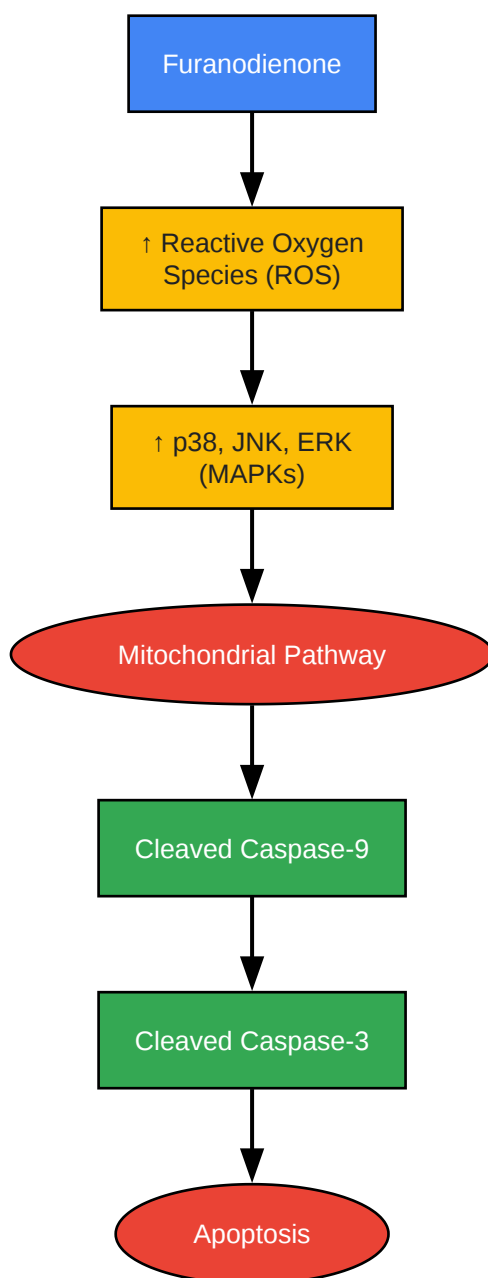 Furanodienone
↑ Reactive Oxygen
Species (ROS)
↑ p38, JNK, ERK
(MAPKs)
Mitochondrial Pathway
Cleaved Caspase-9
Cleaved Caspase-3
Apoptosis